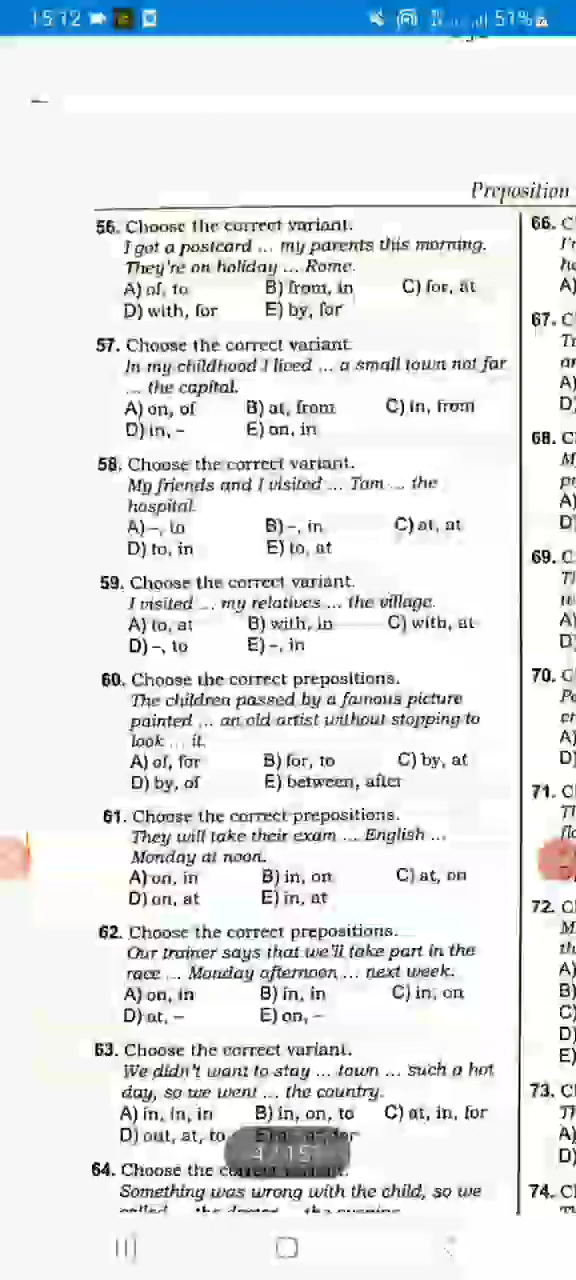 15:12
51%
Preposition
56. Choose the correct variant.
I got a postcard ... my parents this morning.
They're on holiday ... Rome.
A) of, to B) from, in C) for, at
D) with, for E) by, for
57. Choose the correct variant.
In my childhood I lived ... a small town not far
... the capital.
A) on, of B) at, from C) in, from
D) in, – E) on, in
58. Choose the correct variant.
My friends and I visited ... Tom ... the
hospital.
A) –, to B) –, in C) at, at
D) to, in E) to, at
59. Choose the correct variant.
I visited ... my relatives ... the village.
A) to, at B) with, in C) with, at
D) –, to E) –, in
60. Choose the correct prepositions.
The children passed by a famous picture
painted ... an old artist without stopping to
look ... it.
A) of, for B) for, to C) by, at
D) by, of E) between, after
61. Choose the correct prepositions.
They will take their exam ... English ...
Monday at noon.
A) on, in B) in, on C) at, on
D) on, at E) in, at
62. Choose the correct prepositions.
Our trainer says that we'll take part in the
race ... Monday afternoon ... next week.
A) on, in B) in, in C) in, on
D) at, – E) on, –
63. Choose the correct variant.
We didn't want to stay ... town ... such a hot
day, so we went ... the country.
A) in, in, in B) in, on, to C) at, in, for
D) out, at, to
4 / 15
64. Choose the correct variant.
Something was wrong with the child, so we
66. C
A)
67. C
A)
D)
68. C
A)
D)
69. C
A)
D)
70. C
A)
D)
71. C
72. C
A)
B)
C)
D)
E)
73. C
A)
D)
74. C